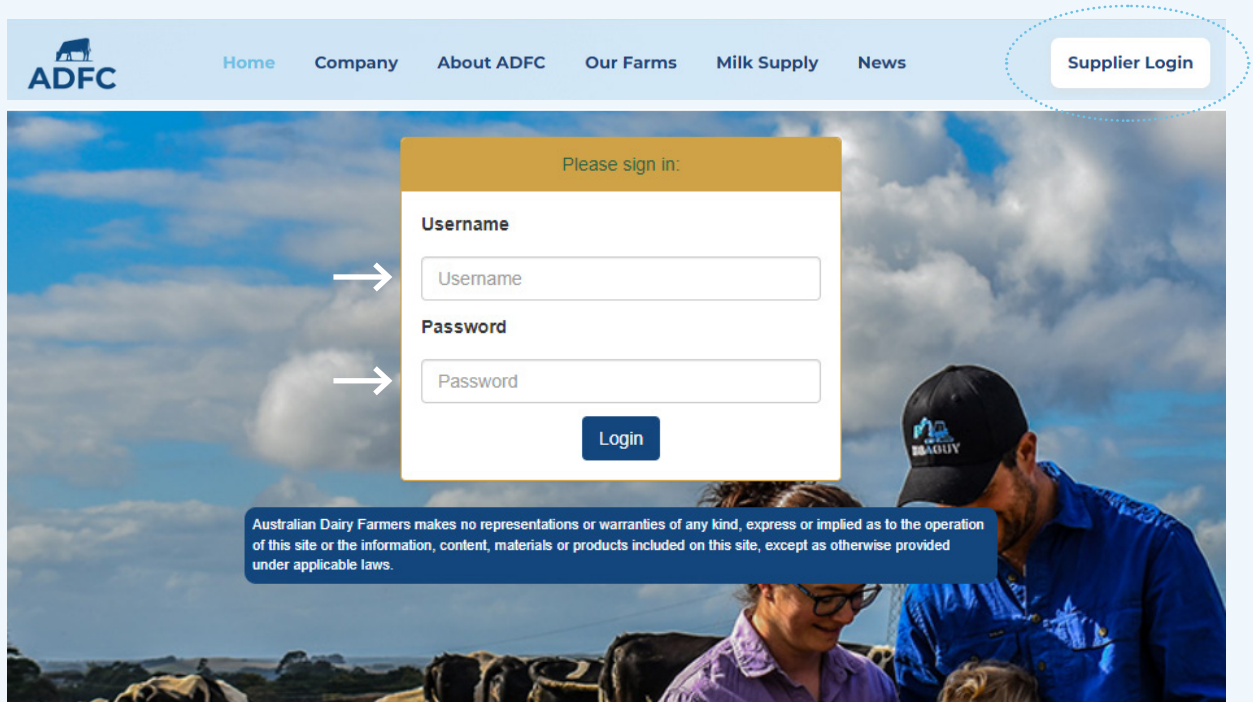 ADFC
Home Company About ADFC Our Farms Milk Supply News Supplier Login
Please sign in:
Username
Username
Password
Password
Login
Australian Dairy Farmers makes no representations or warranties of any kind, express or implied as to the operation
of this site or the information, content, materials or products included on this site, except as otherwise provided
under applicable laws.